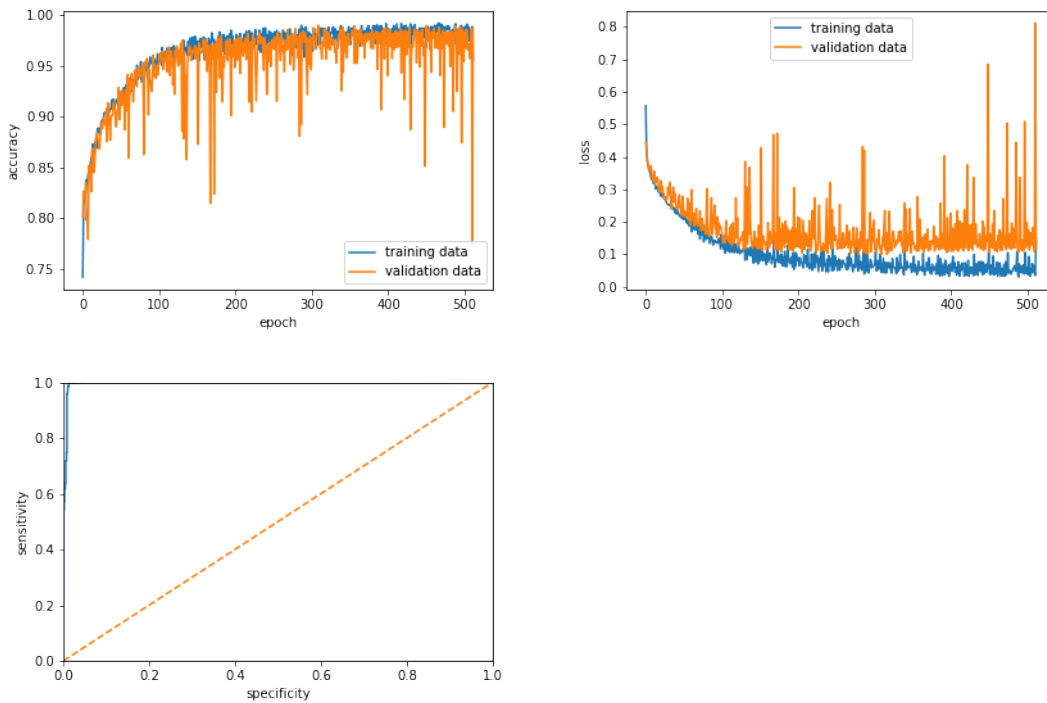 1.00
0.95
0.90
0.85
0.80
0.75
accuracy
training data
validation data
0 100 200 300 400 500
epoch
0.8
0.7
0.6
0.5
0.4
0.3
0.2
0.1
0.0
loss
training data
validation data
0 100 200 300 400 500
epoch
1.0
0.8
0.6
0.4
0.2
0.0
sensitivity
0.0 0.2 0.4 0.6 0.8 1.0
specificity